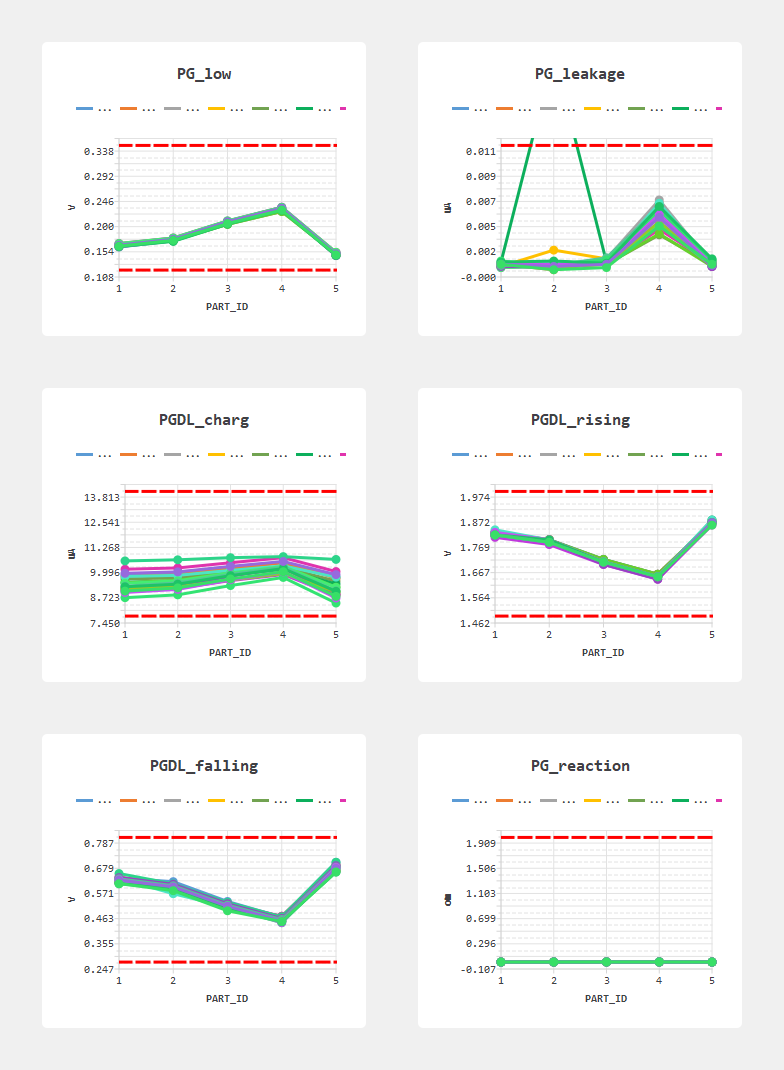 PG_low
... ... ... ... ... ...
0.338
0.292
0.246
0.200
0.154
0.108
V
1 2 3 4 5
PART_ID
PG_leakage
... ... ... ... ... ...
0.011
0.009
0.007
0.005
0.002
-0.000
1 2 3 4 5
PART_ID
PGDL_charg
... ... ... ... ... ...
13.813
12.541
11.268
9.996
8.723
7.450
1 2 3 4 5
PART_ID
PGDL_rising
... ... ... ... ... ...
1.974
1.872
1.769
1.667
1.564
1.462
V
1 2 3 4 5
PART_ID
PGDL_falling
... ... ... ... ... ...
0.787
0.679
0.571
0.463
0.355
0.247
V
1 2 3 4 5
PART_ID
PG_reaction
... ... ... ... ... ...
1.909
1.506
1.103
0.699
0.296
-0.107
1 2 3 4 5
PART_ID